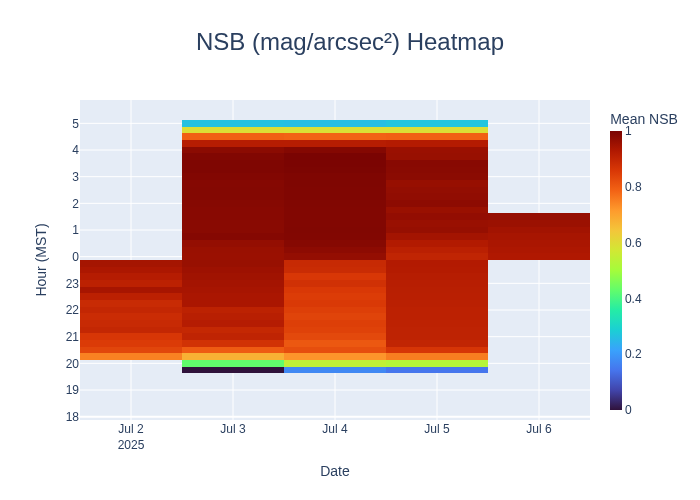 NSB (mag/arcsec²) Heatmap
Mean NSB
1
0.8
0.6
0.4
0.2
0
Hour (MST)
5
4
3
2
1
0
23
22
21
20
19
18
Jul 2
2025
Jul 3
Jul 4
Jul 5
Jul 6
Date